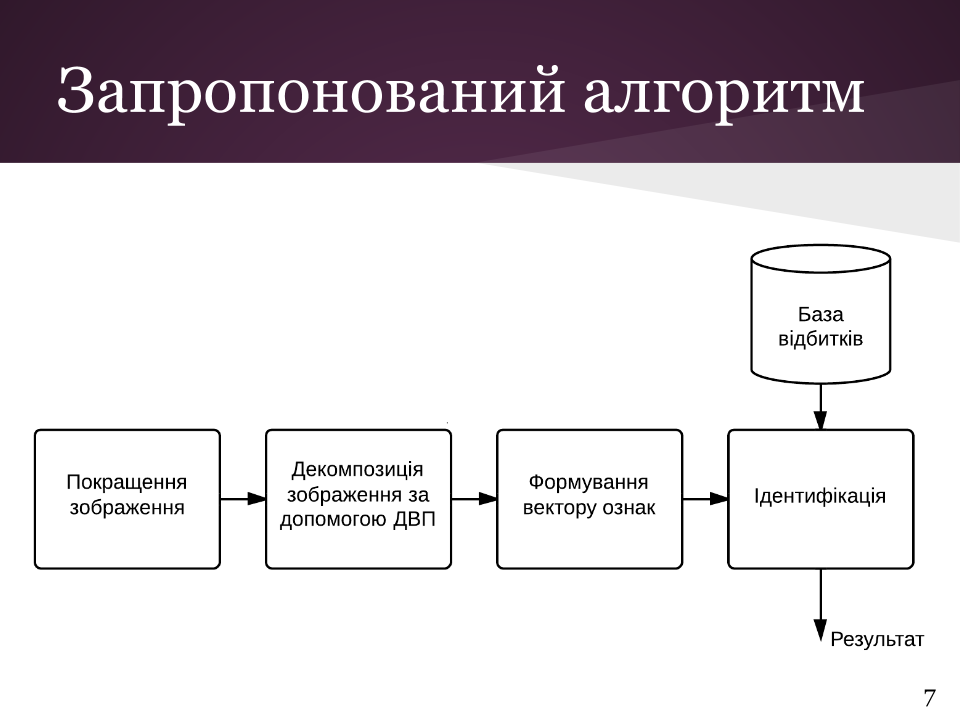 Запропонований алгоритм
База
відбитків
Покращення
зображення
Декомпозиція
зображення за
допомогою ДВП
Формування
вектору ознак
Ідентифікація
Результат
7